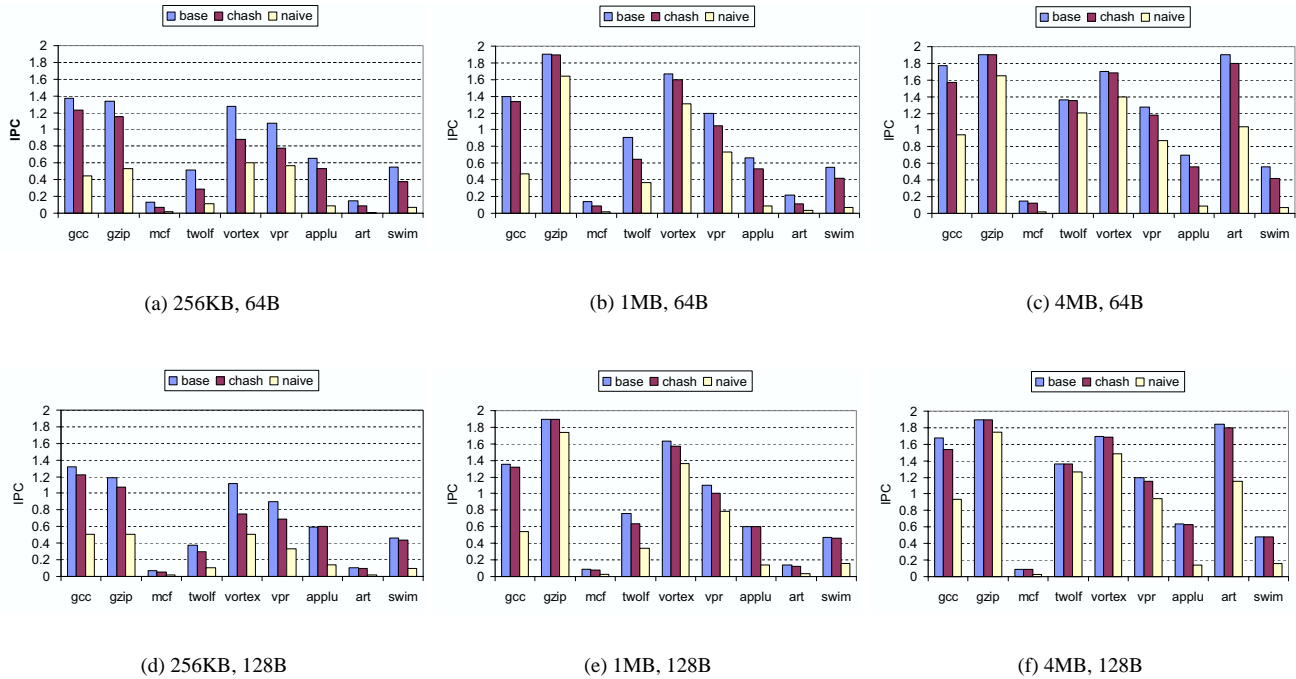 base chash naive
IPC
2
1.8
1.6
1.4
1.2
1
0.8
0.6
0.4
0.2
0
gcc gzip mcf twolf vortex vpr applu art swim
(a) 256KB, 64B
base chash naive
IPC
2
1.8
1.6
1.4
1.2
1
0.8
0.6
0.4
0.2
0
gcc gzip mcf twolf vortex vpr applu art swim
(b) 1MB, 64B
base chash naive
IPC
2
1.8
1.6
1.4
1.2
1
0.8
0.6
0.4
0.2
0
gcc gzip mcf twolf vortex vpr applu art swim
(c) 4MB, 64B
base chash naive
IPC
2
1.8
1.6
1.4
1.2
1
0.8
0.6
0.4
0.2
0
gcc gzip mcf twolf vortex vpr applu art swim
(d) 256KB, 128B
base chash naive
IPC
2
1.8
1.6
1.4
1.2
1
0.8
0.6
0.4
0.2
0
gcc gzip mcf twolf vortex vpr applu art swim
(e) 1MB, 128B
base chash naive
IPC
2
1.8
1.6
1.4
1.2
1
0.8
0.6
0.4
0.2
0
gcc gzip mcf twolf vortex vpr applu art swim
(f) 4MB, 128B